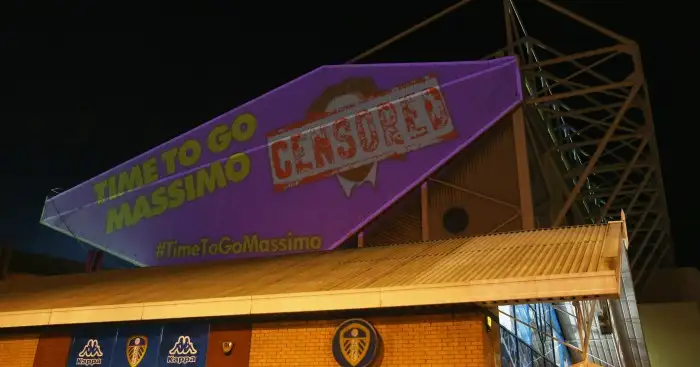 TIME TO GO
MASSIMO
CENSORED
#TimeToGoMassimo
Kappa
Kappa